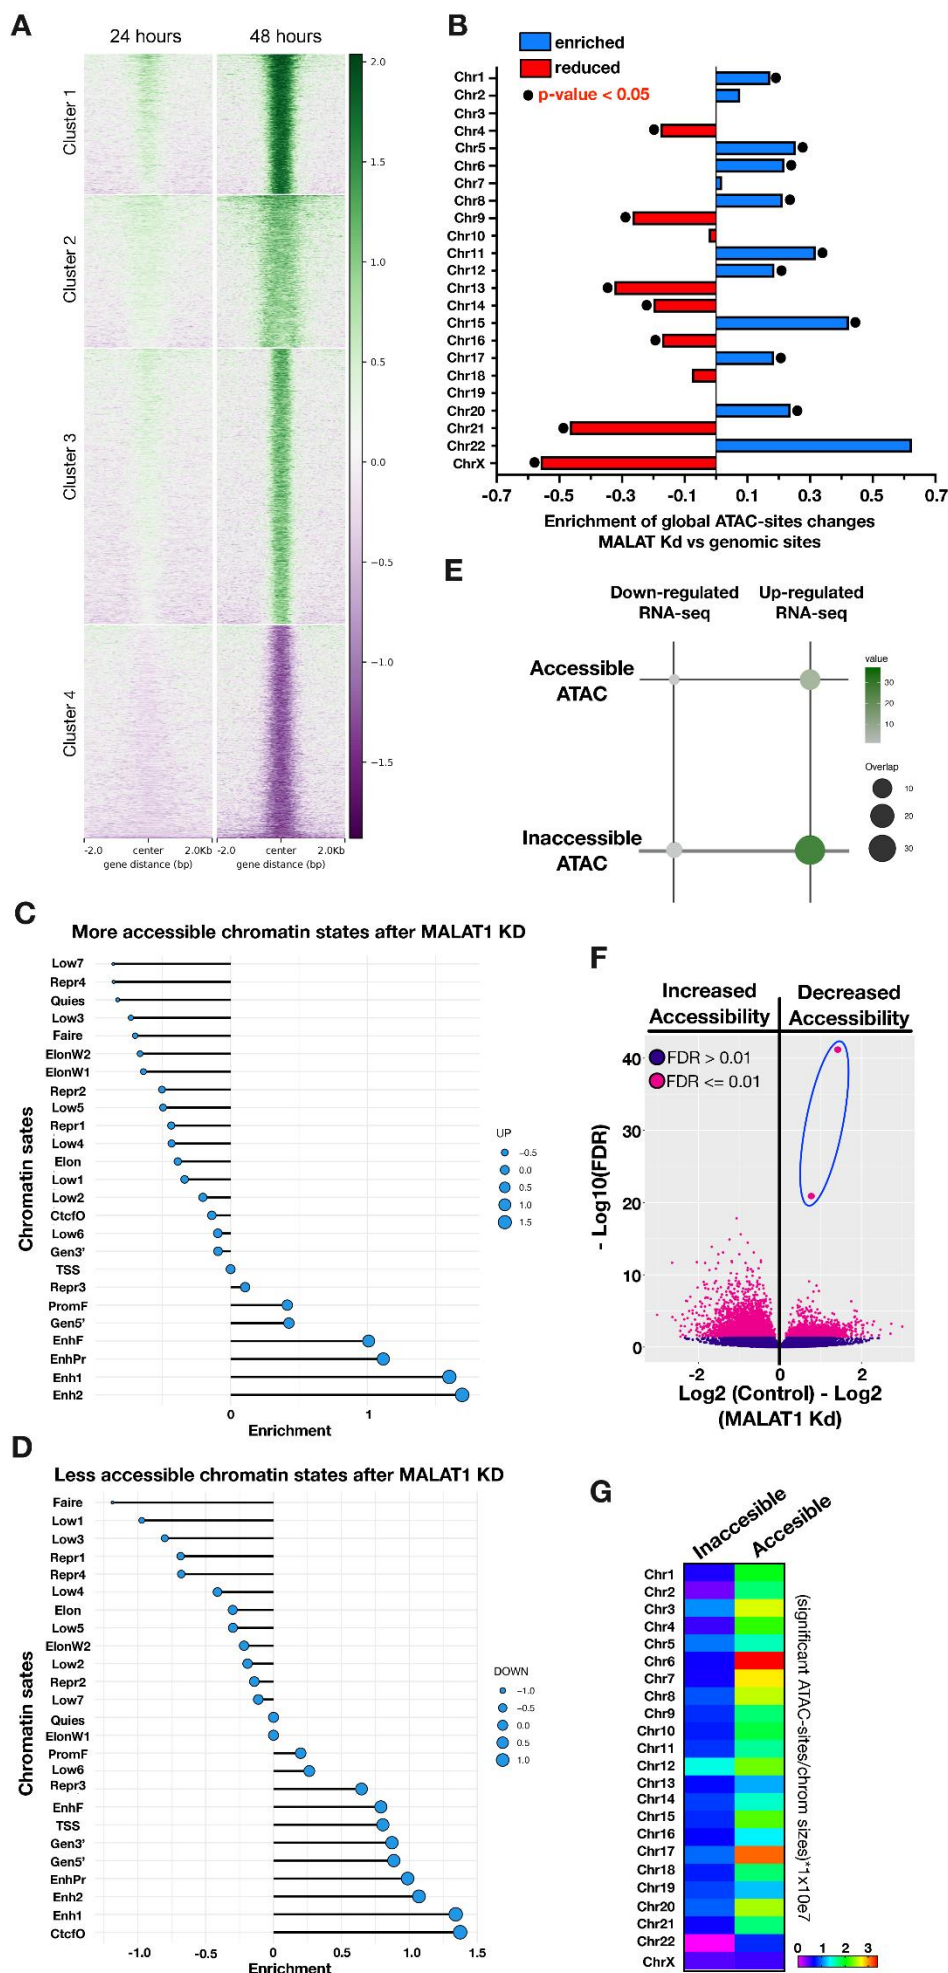 A
24 hours
48 hours
Cluster 1
Cluster 2
Cluster 3
Cluster 4
2.0
1.5
1.0
0.5
0.0
−0.5
−1.0
−1.5
-2.0 center 2.0Kb
gene distance (bp)
-2.0 center 2.0Kb
gene distance (bp)
B
enriched
reduced
p-value < 0.05
Chr1
Chr2
Chr3
Chr4
Chr5
Chr6
Chr7
Chr8
Chr9
Chr10
Chr11
Chr12
Chr13
Chr14
Chr15
Chr16
Chr17
Chr18
Chr19
Chr20
Chr21
Chr22
ChrX
-0.7 -0.5 -0.3 -0.1 0.1 0.3 0.5 0.7
Enrichment of global ATAC-sites changes
MALAT Kd vs genomic sites
E
Down-regulated
RNA-seq
Up-regulated
RNA-seq
Accessible
ATAC
Inaccessible
ATAC
value
30
20
10
Overlap
10
20
30
C
More accessible chromatin states after MALAT1 KD
Chromatin sates
Low7
Repr4
Quies
Low3
Faire
ElonW2
ElonW1
Repr2
Low5
Repr1
Low4
Elon
Low1
Low2
CtcfO
Low6
Gen3'
TSS
Repr3
PromF
Gen5'
EnhF
EnhPr
Enh1
Enh2
0 1
Enrichment
UP
−0.5
0.0
0.5
1.0
1.5
D
Less accessible chromatin states after MALAT1 KD
Chromatin sates
Faire
Low1
Low3
Repr1
Repr4
Low4
Elon
Low5
ElonW2
Low2
Repr2
Low7
Quies
ElonW1
PromF
Low6
Repr3
EnhF
TSS
Gen3'
Gen5'
EnhPr
Enh2
Enh1
CtcfO
-1.0 -0.5 0 0.5 1.0 1.5
Enrichment
DOWN
−1.0
−0.5
0.0
0.5
1.0
F
Increased
Accessibility
Decreased
Accessibility
FDR > 0.01
FDR <= 0.01
- Log10(FDR)
40
30
20
10
0
-2 0 2
Log2 (Control) - Log2
(MALAT1 Kd)
G
Inaccesible
Accesible
Chr1
Chr2
Chr3
Chr4
Chr5
Chr6
Chr7
Chr8
Chr9
Chr10
Chr11
Chr12
Chr13
Chr14
Chr15
Chr16
Chr17
Chr18
Chr19
Chr20
Chr21
Chr22
ChrX
(significant ATAC-sites/chrom sizes)*1x10e7
0 1 2 3